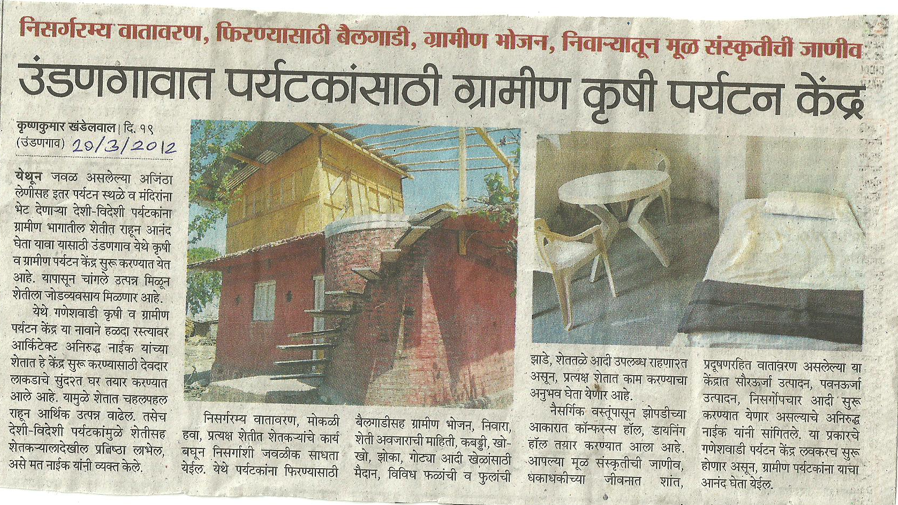 निसर्गरम्य वातावरण, फिरण्यासाठी बैलगाडी, ग्रामीण भोजन, निवाऱ्यातून मूळ संस्कृतीची जाणीव
उंडणगावात पर्यटकांसाठी ग्रामीण कृषी पर्यटन केंद्र
कृष्णकुमार खंडेलवाल | दि. १९
(उंडणगाव) 20/3/2012
येथून जवळ असलेल्या अजिंठा
लेणीसह इतर पर्यटन स्थळे व मंदिरांना
भेट देणाऱ्या देशी-विदेशी पर्यटकांना
ग्रामीण भागातील शेतीत राहून आनंद
घेता यावा यासाठी उंडणगाव येथे कृषी
व ग्रामीण पर्यटन केंद्र सुरू करण्यात येत
आहे. यापासून चांगले उत्पन्न मिळून
शेतीला जोडव्यवसाय मिळणार आहे.
येथे गणेशवाडी कृषी व ग्रामीण
पर्यटन केंद्र या नावाने हळदा रस्त्यावर
आर्किटेक्ट अनिरुद्ध नाईक यांच्या
शेतात हे केंद्र सुरू करण्यासाठी देवदार
लाकडाचे सुंदरश घर तयार करण्यात
आले आहे. यामुळे शेतात चहलपहल
राहून आर्थिक उत्पन्न वाढेल. तसेच
देशी-विदेशी पर्यटकांमुळे शेतीसह
शेतकऱ्यालादेखील प्रतिष्ठा लाभेल,
असे मत नाईक यांनी व्यक्त केले.
निसर्गरम्य वातावरण, मोकळी
हवा, प्रत्यक्ष शेतीत शेतकऱ्यांचे कार्य
बघून निसर्गाशी जवळीक साधता
येईल. येथे पर्यटकांना फिरण्यासाठी
बैलगाडीसह ग्रामीण भोजन, निवारा,
शेती अवजाराची माहिती, कबड्डी, खो-
खो, झोका, गोट्या आदी खेळांसाठी
मैदान, विविध फळांची व फुलांची
झाडे, शेततळे आदी उपलब्ध राहणारत
असून, प्रत्यक्ष शेतात काम करण्याचा
अनुभव घेता येणार आहे.
नैसर्गिक वस्तूंपासून झोपडीच्या
आकारात कॉन्फरन्स हॉल, डायनिंग
हॉल तयार करण्यात आला आहे.
आपल्या मूळ संस्कृतीची जाणीव,
धकाधकीच्या जीवनात शांत,
प्रदूषणरहित वातावरण असलेल्या या
केंद्रात सौरऊर्जा उत्पादन, पवनऊर्जा
उत्पादन, निसर्गोपचार आदी सुरू
करण्यात येणार असल्याचे अनिरुद्ध
नाईक यांनी सांगितले. या प्रकारचे
गणेशवाडी पर्यटन केंद्र लवकरच सुरू
होणार असून, ग्रामीण पर्यटकांना याचा
आनंद घेता येईल.